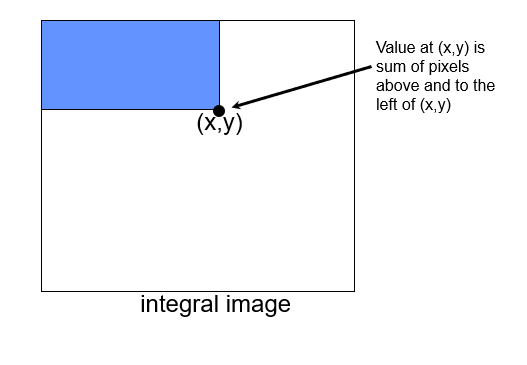 Value at (x,y) is
sum of pixels
above and to the
left of (x,y)
(x,y)
integral image